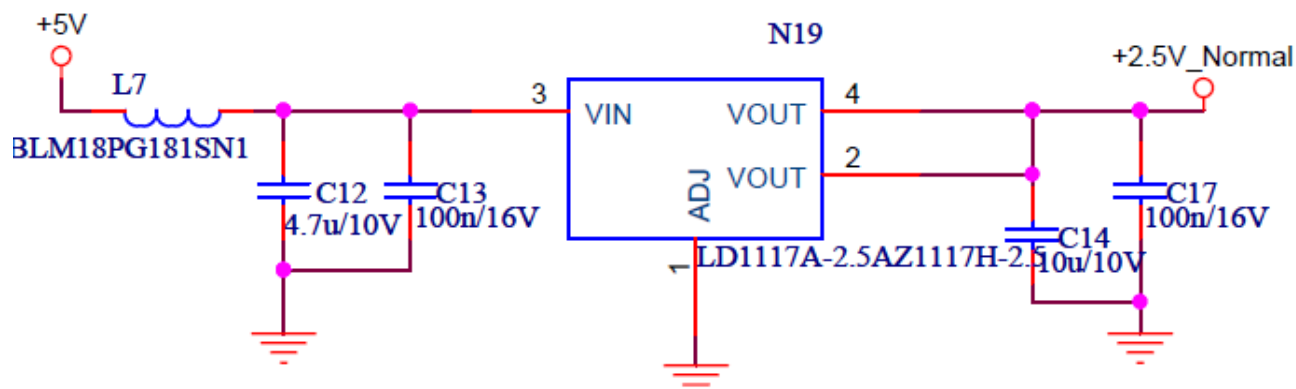 +5V
N19
+2.5V_Normal
L7
3
VIN
VOUT
4
BLM18PG181SN1
VOUT
2
C12
4.7u/10V
C13
100n/16V
ADJ
C17
100n/16V
1
LD1117A-2.5AZ1117H-2.5
C14
10u/10V